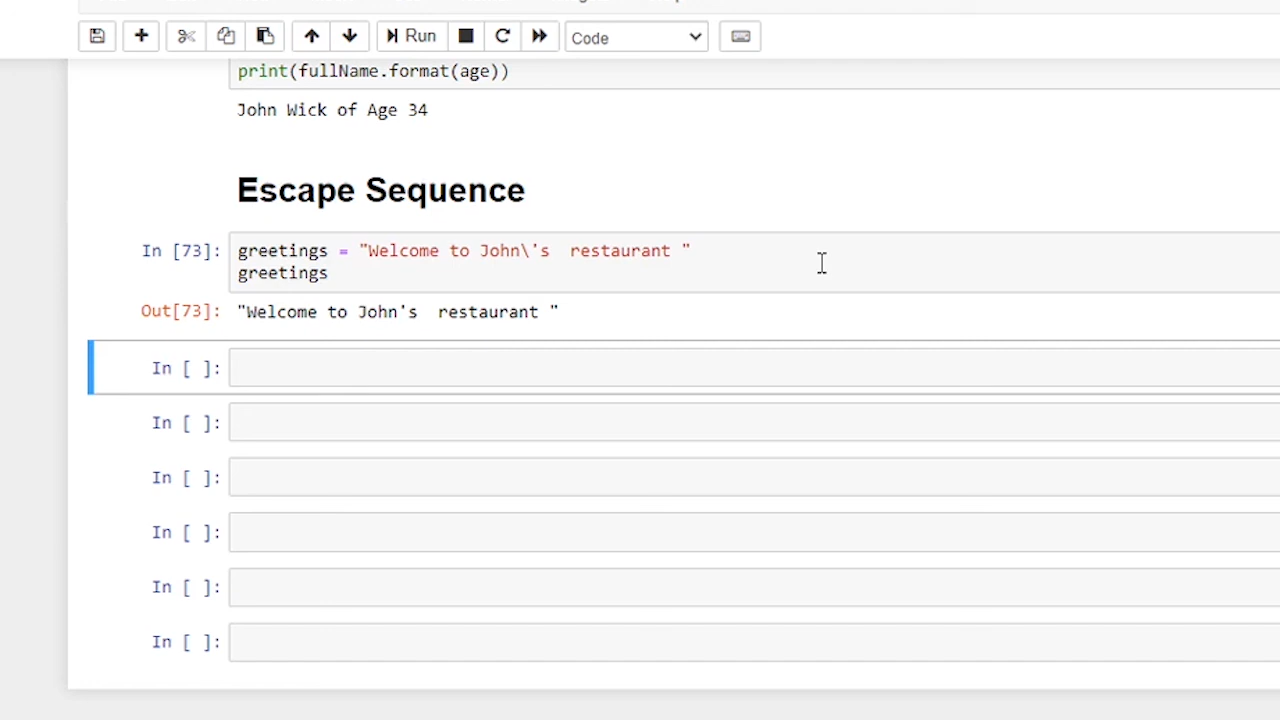 Run
Code
print(fullName.format(age))
John Wick of Age 34
Escape Sequence
In [73]: greetings = "Welcome to John\'s  restaurant "
greetings
Out[73]: "Welcome to John's  restaurant "
In [ ]:
In [ ]:
In [ ]:
In [ ]:
In [ ]:
In [ ]: